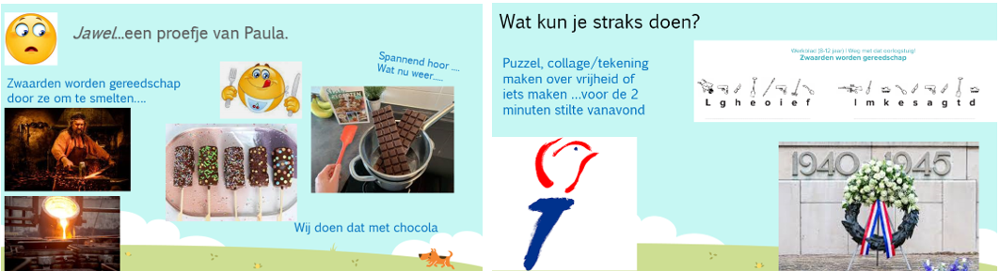 Jawel...een proefje van Paula.
Spannend hoor ....
Wat nu weer.....
Zwaarden worden gereedschap
door ze om te smelten....
Wij doen dat met chocola
Wat kun je straks doen?
Puzzel, collage/tekening
maken over vrijheid of
iets maken ...voor de 2
minuten stilte vanavond
Werkblad (8-12 jaar) | Weg met dat oorlogstuig!
Zwaarden worden gereedschap
L g h e o i e f l m k e s a g t d
1940 1945